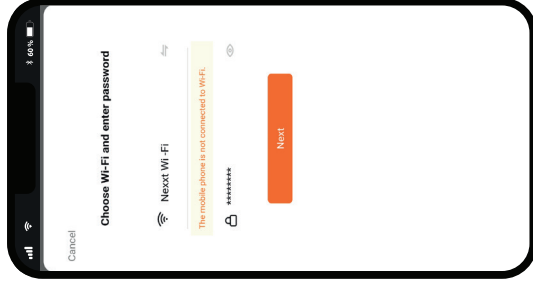 60 %
Cancel
Choose Wi-Fi and enter password
Nexxt Wi -Fi
The mobile phone is not connected to Wi-Fi.
********
Next